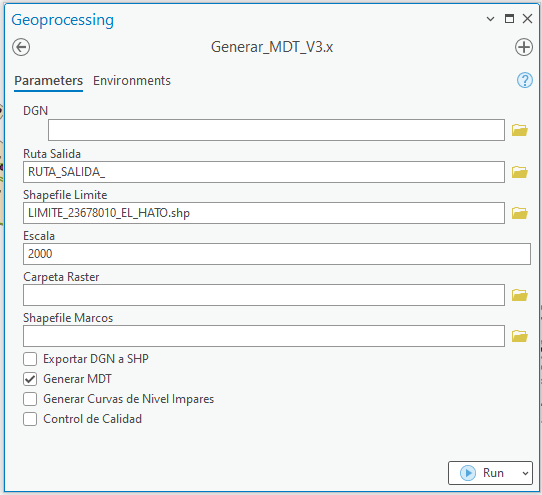 Geoprocessing
Generar_MDT_V3.x
Parameters Environments
DGN
Ruta Salida
RUTA_SALIDA_
Shapefile Limite
LIMITE_23678010_EL_HATO.shp
Escala
2000
Carpeta Raster
Shapefile Marcos
Exportar DGN a SHP
Generar MDT
Generar Curvas de Nivel Impares
Control de Calidad
Run